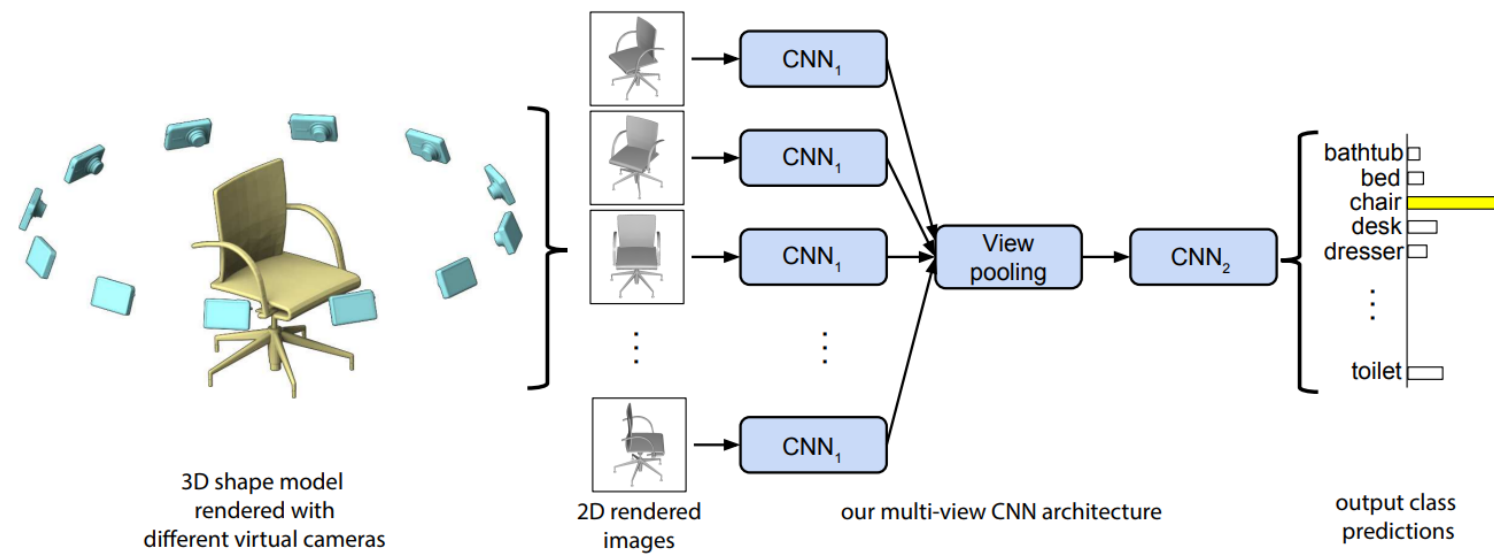 CNN₁
CNN₁
CNN₁
CNN₁
View
pooling
CNN₂
bathtub
bed
chair
desk
dresser
toilet
3D shape model
rendered with
different virtual cameras
2D rendered
images
our multi-view CNN architecture
output class
predictions